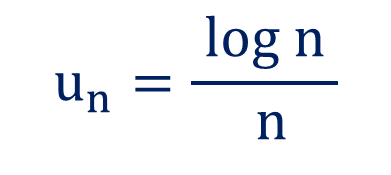 uₙ = log n / n